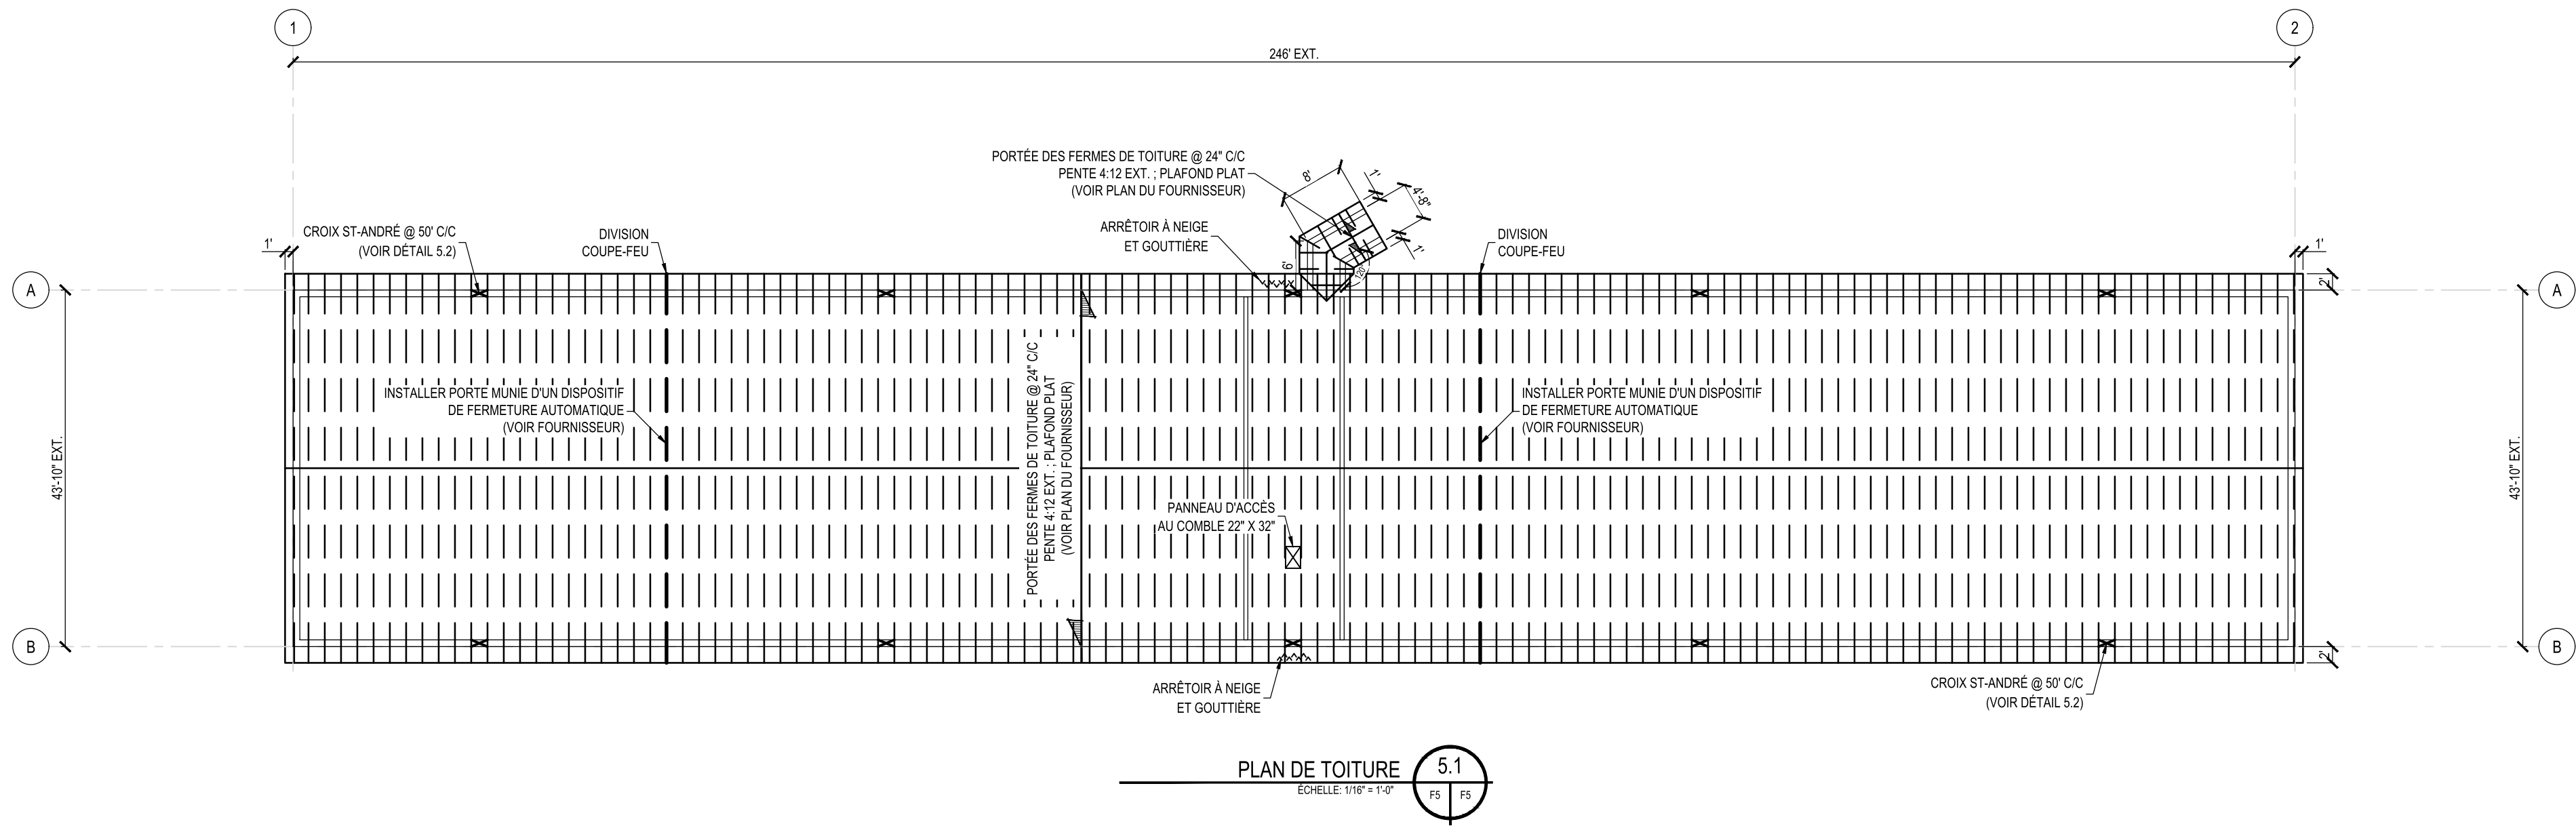 1
2
246' EXT.
PORTÉE DES FERMES DE TOITURE @ 24" C/C
PENTE 4:12 EXT. ; PLAFOND PLAT
(VOIR PLAN DU FOURNISSEUR)
8'
1'
4'-8"
1'
6'
120°
ARRÊTOIR À NEIGE
ET GOUTTIÈRE
1'
CROIX ST-ANDRÉ @ 50' C/C
(VOIR DÉTAIL 5.2)
DIVISION
COUPE-FEU
DIVISION
COUPE-FEU
1'
2'
A
A
INSTALLER PORTE MUNIE D'UN DISPOSITIF
DE FERMETURE AUTOMATIQUE
(VOIR FOURNISSEUR)
PORTÉE DES FERMES DE TOITURE @ 24" C/C
PENTE 4:12 EXT. ; PLAFOND PLAT
(VOIR PLAN DU FOURNISSEUR)
INSTALLER PORTE MUNIE D'UN DISPOSITIF
DE FERMETURE AUTOMATIQUE
(VOIR FOURNISSEUR)
43'-10" EXT.
43'-10" EXT.
PANNEAU D'ACCÈS
AU COMBLE 22" X 32"
B
B
2'
ARRÊTOIR À NEIGE
ET GOUTTIÈRE
CROIX ST-ANDRÉ @ 50' C/C
(VOIR DÉTAIL 5.2)
PLAN DE TOITURE
ÉCHELLE: 1/16" = 1'-0"
5.1
F5
F5